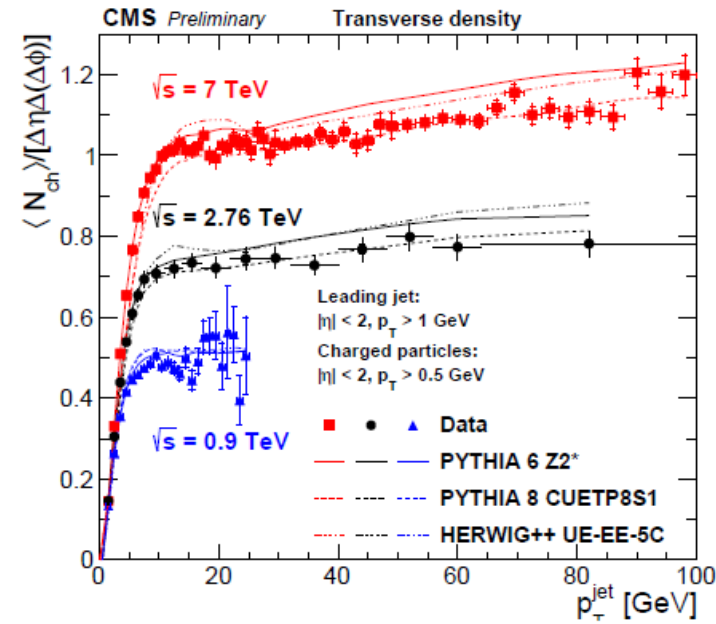 CMS Preliminary Transverse density
⟨ N_ch⟩/[ΔηΔ(Δϕ)]
1.2
1
0.8
0.6
0.4
0.2
0
√s = 7 TeV
√s = 2.76 TeV
√s = 0.9 TeV
Leading jet:
|η| < 2, p_T > 1 GeV
Charged particles:
|η| < 2, p_T > 0.5 GeV
Data
PYTHIA 6 Z2*
PYTHIA 8 CUETP8S1
HERWIG++ UE-EE-5C
0 20 40 60 80 100
p_T^jet [GeV]